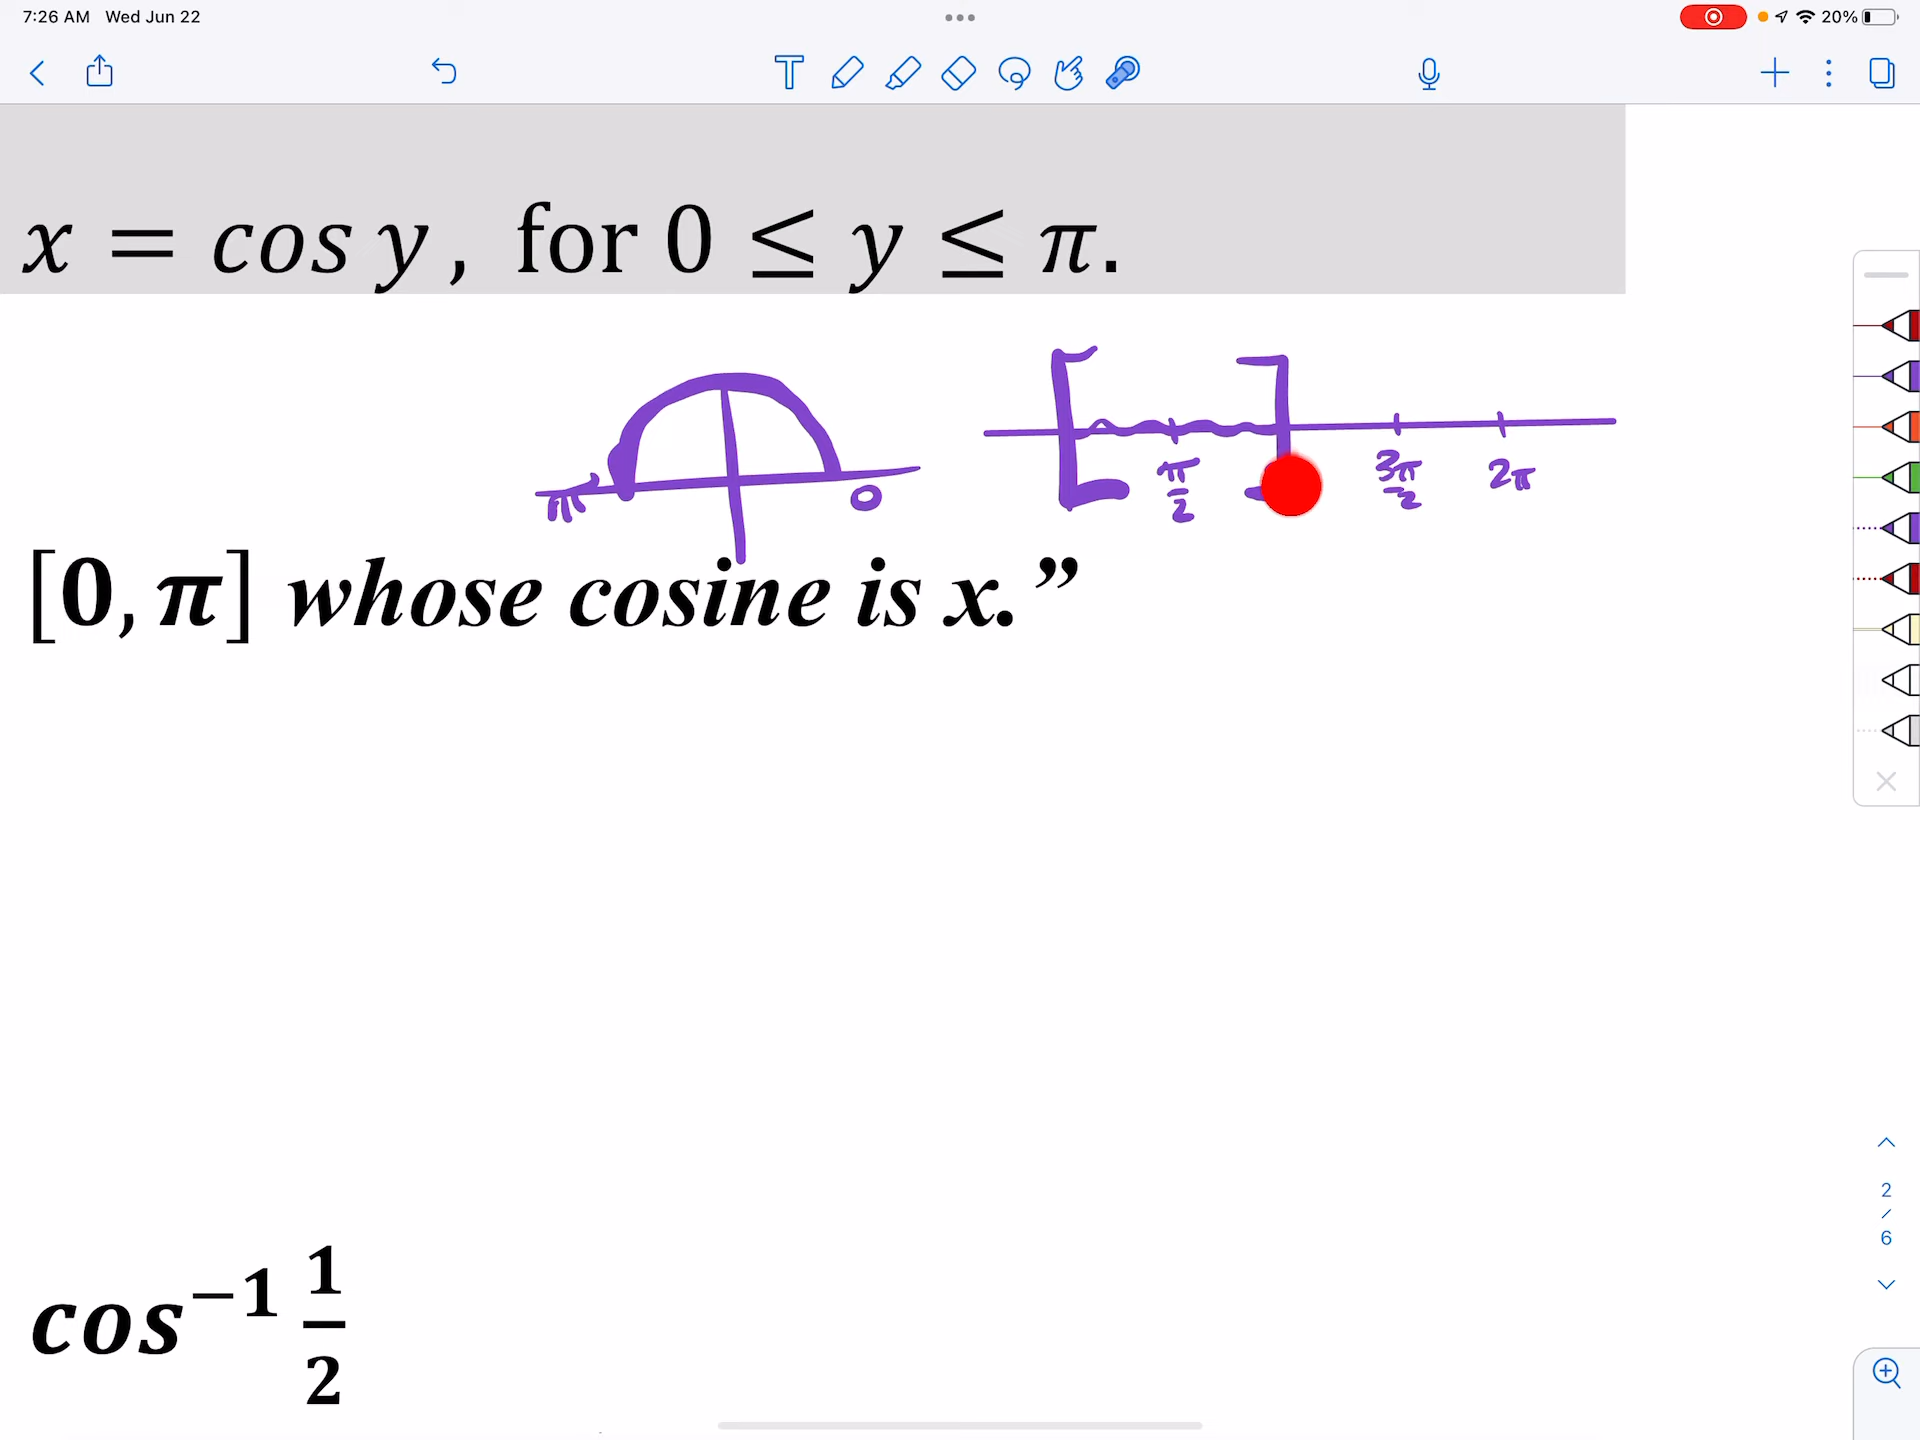 7:26 AM Wed Jun 22
20%
x = cos y, for 0 ≤ y ≤ π.
π 0
π/2 3π/2 2π
[0, π] whose cosine is x.”
2
/
6
cos⁻¹ 1/2